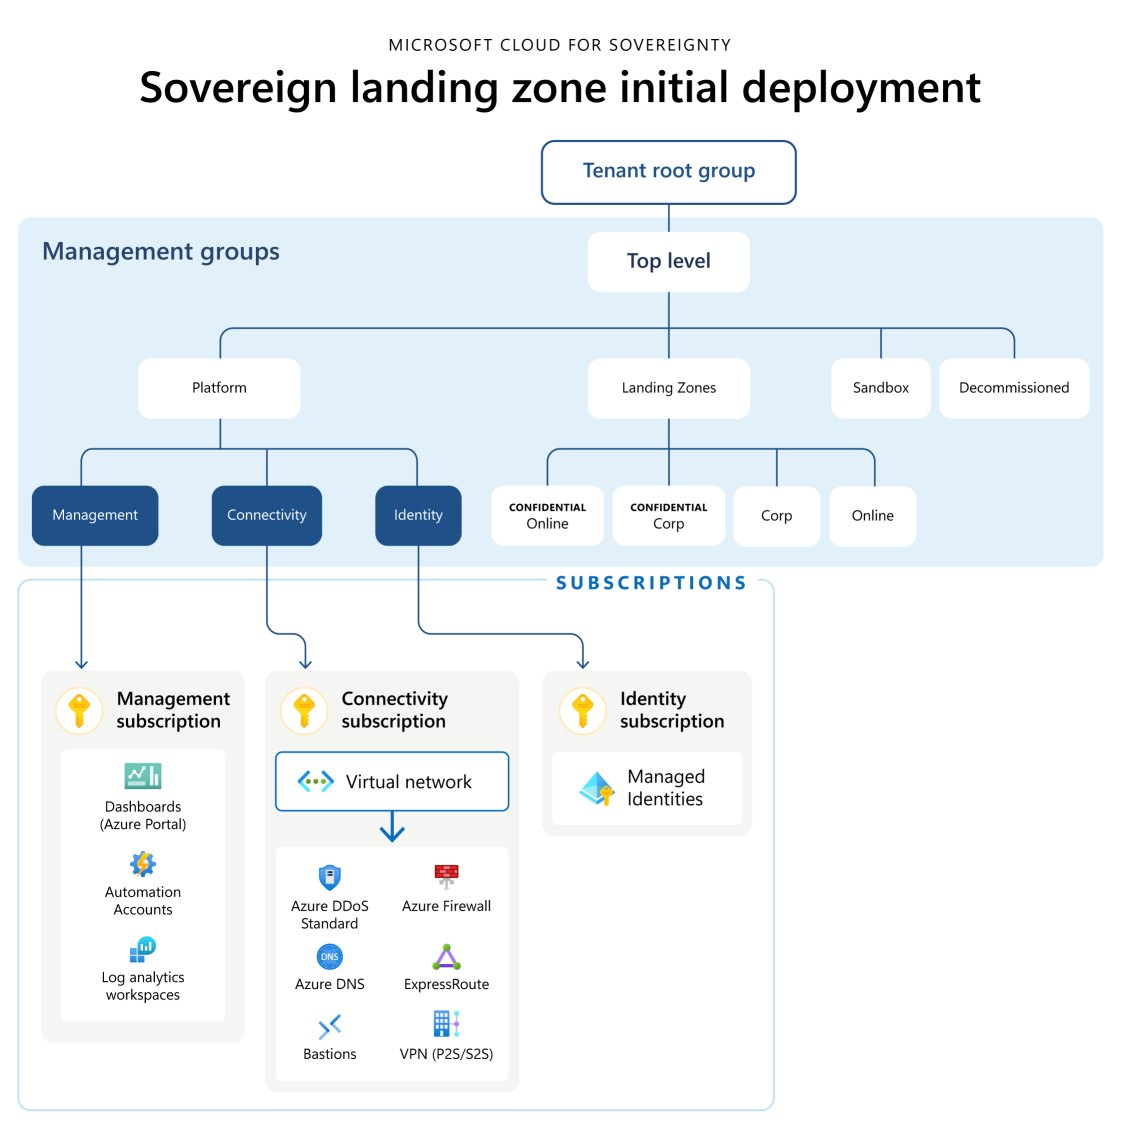 MICROSOFT CLOUD FOR SOVEREIGNTY
Sovereign landing zone initial deployment
Tenant root group
Management groups
Top level
Platform
Landing Zones
Sandbox
Decommissioned
Management
Connectivity
Identity
CONFIDENTIAL
Online
CONFIDENTIAL
Corp
Corp
Online
SUBSCRIPTIONS
Management
subscription
Dashboards
(Azure Portal)
Automation
Accounts
Log analytics
workspaces
Connectivity
subscription
Virtual network
Azure DDoS
Standard
Azure Firewall
DNS
Azure DNS
ExpressRoute
Bastions
VPN (P2S/S2S)
Identity
subscription
Managed
Identities